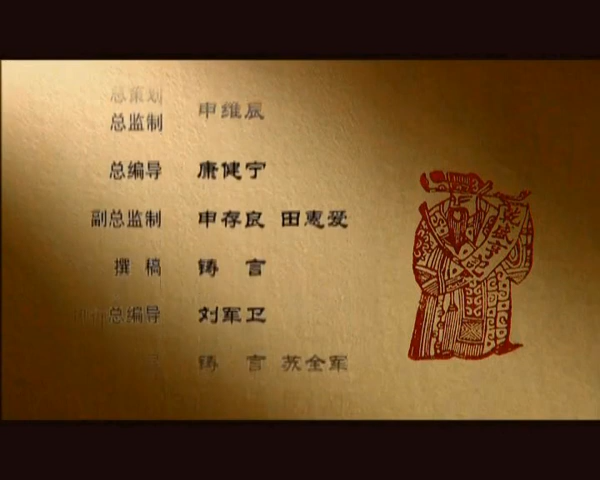 总策划
总监制 申维辰
总编导 康健宁
副总监制 申存良 田惠爱
撰 稿 铸 言
总编导 刘军卫
铸 言 苏全军